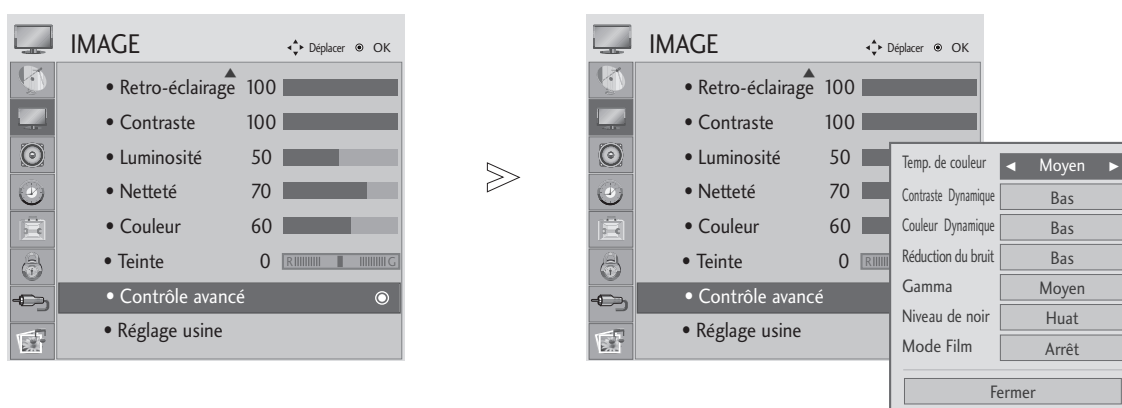 IMAGE
Déplacer OK
• Retro-éclairage 100
• Contraste 100
• Luminosité 50
• Netteté 70
• Couleur 60
• Teinte 0 R G
• Contrôle avancé
• Réglage usine
>
IMAGE
Déplacer OK
• Retro-éclairage 100
• Contraste 100
• Luminosité 50
• Netteté 70
• Couleur 60
• Teinte 0 R
• Contrôle avancé
• Réglage usine
Temp. de couleur ◄ Moyen ►
Contraste Dynamique Bas
Couleur Dynamique Bas
Réduction du bruit Bas
Gamma Moyen
Niveau de noir Huat
Mode Film Arrêt
Fermer